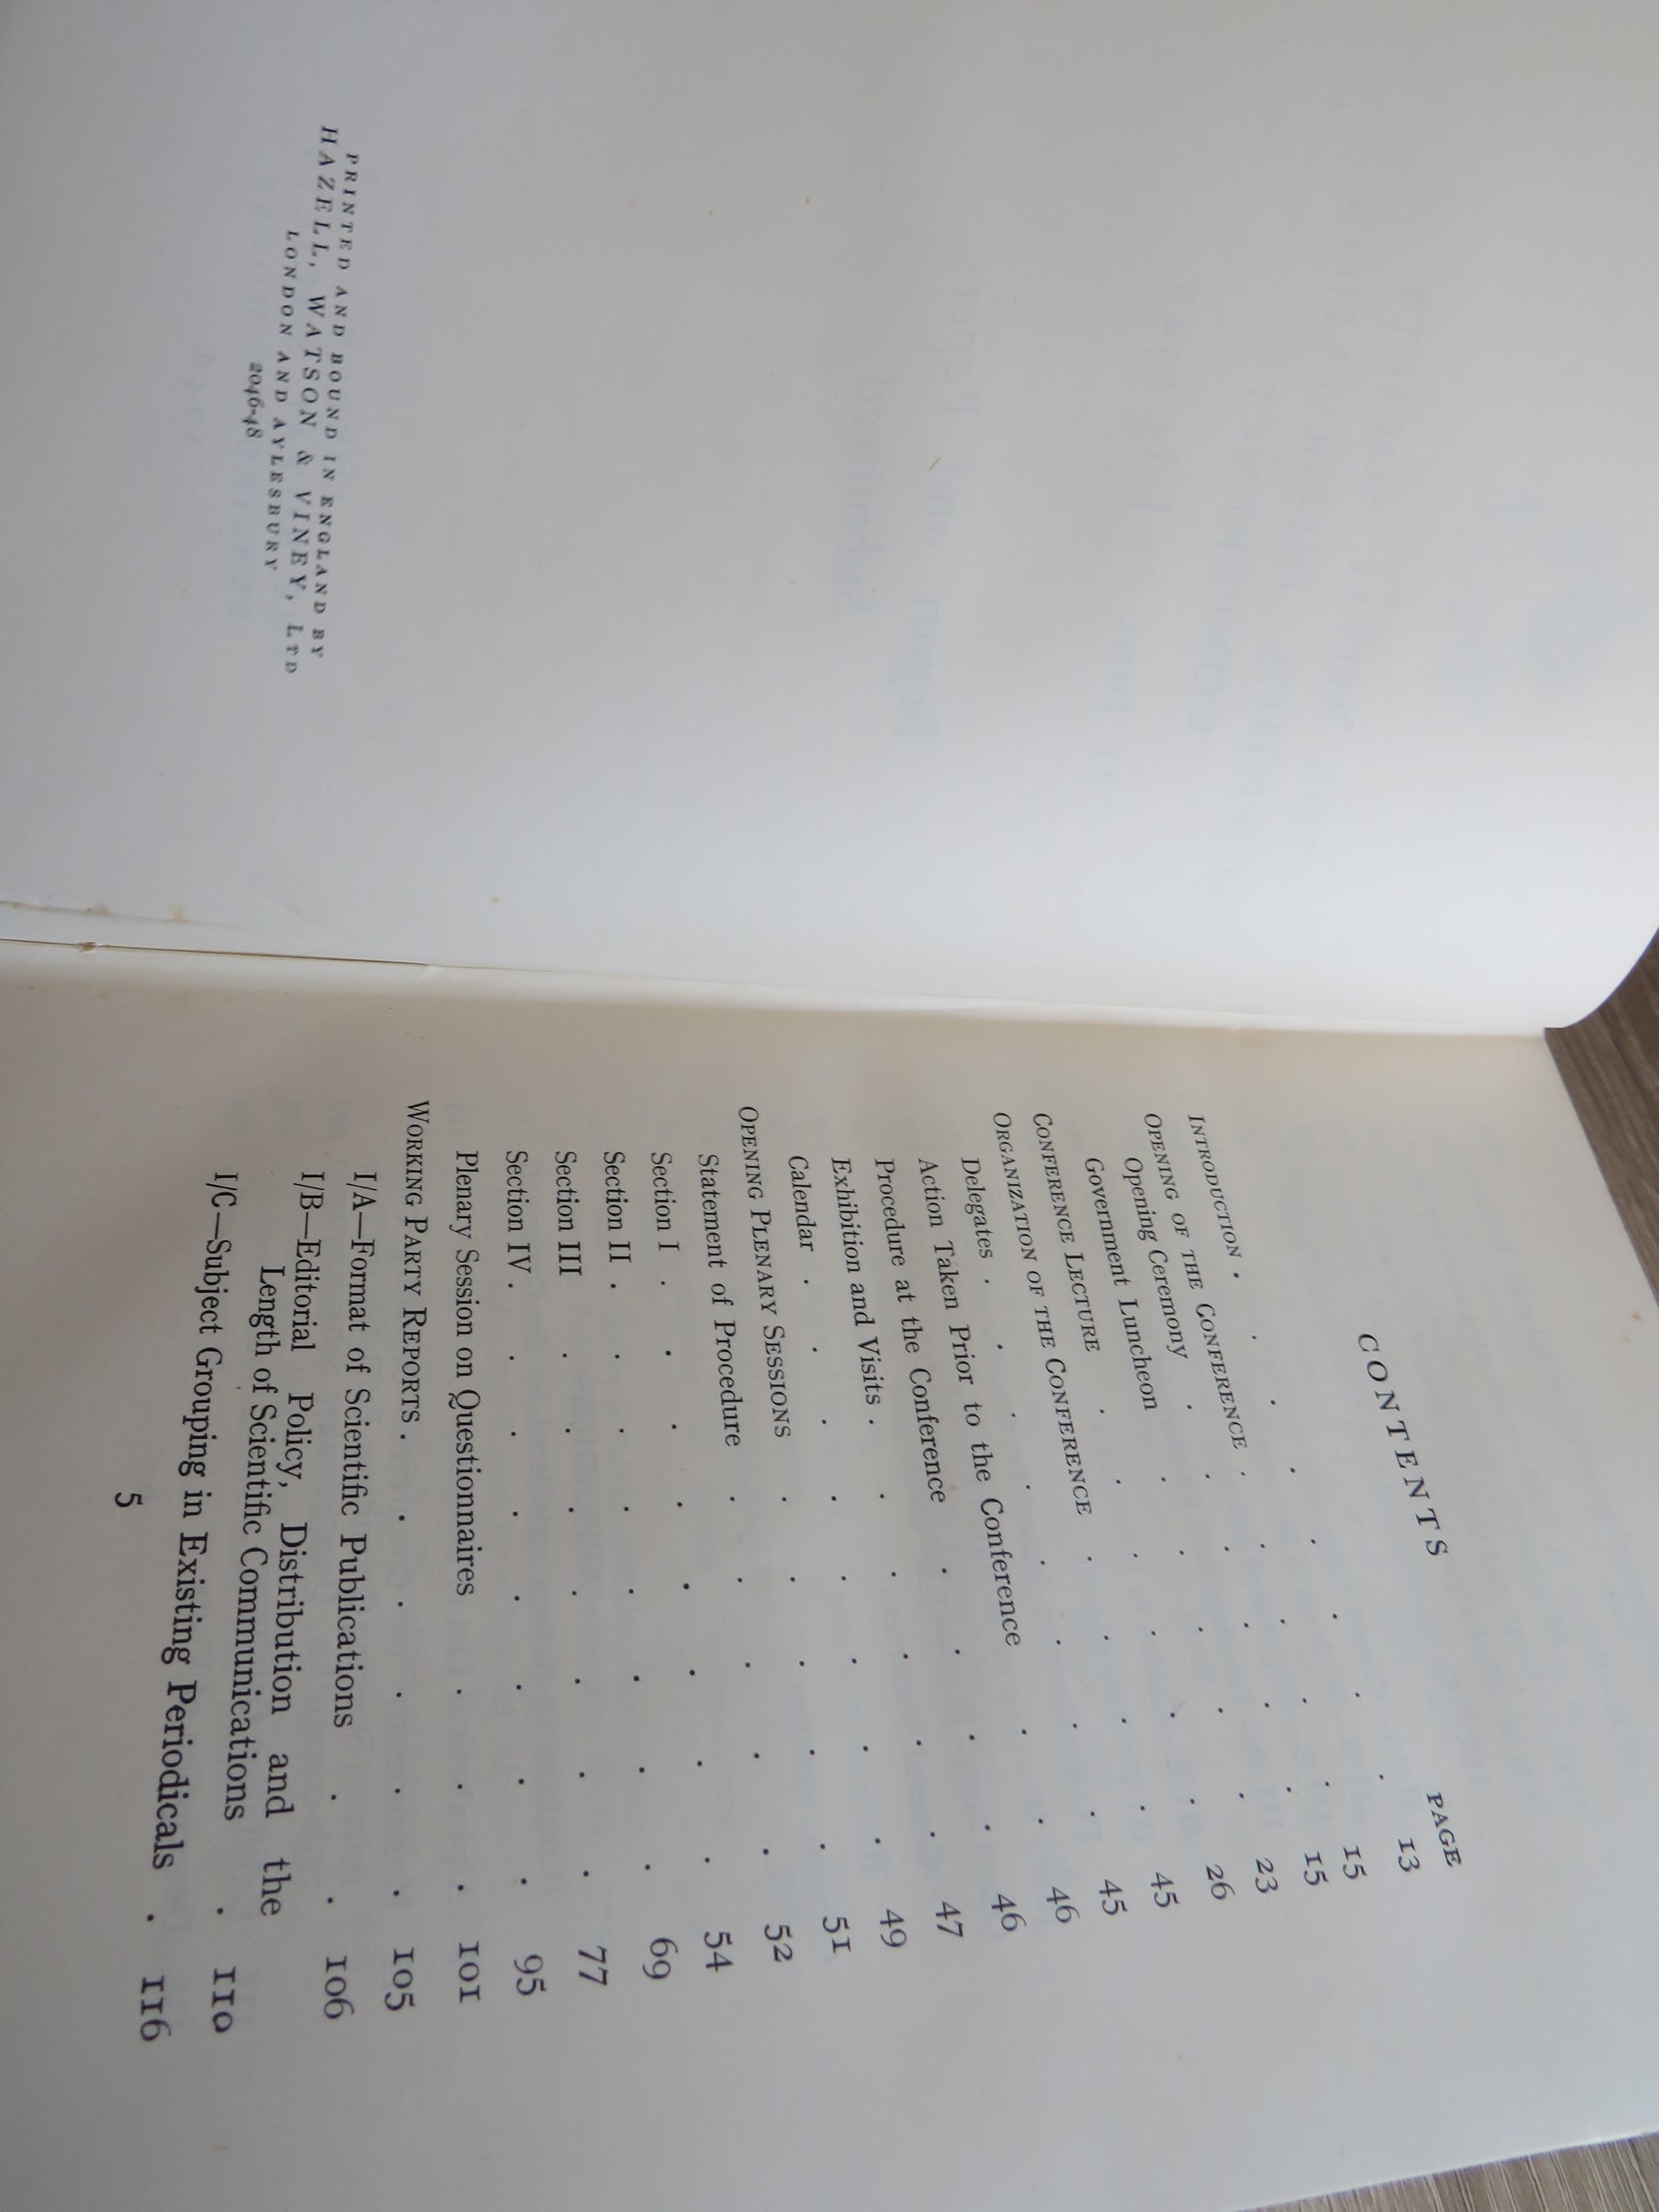 PRINTED AND BOUND IN ENGLAND BY
HAZELL, WATSON & VINEY, LTD
LONDON AND AYLESBURY
2046-48
CONTENTS
PAGE
INTRODUCTION . . . . . . . . 13
OPENING OF THE CONFERENCE . . . . . 15
Opening Ceremony . . . . . . 15
Government Luncheon . . . . . . 23
CONFERENCE LECTURE . . . . . . 26
ORGANIZATION OF THE CONFERENCE . . . . 45
Delegates . . . . . . . . 45
Action Taken Prior to the Conference . . . 46
Procedure at the Conference . . . . 46
Exhibition and Visits . . . . . . 47
Calendar . . . . . . . . 49
OPENING PLENARY SESSIONS . . . . . 51
Statement of Procedure . . . . . 52
Section I . . . . . . . . 54
Section II . . . . . . . . 69
Section III . . . . . . . 77
Section IV . . . . . . . . 95
Plenary Session on Questionnaires . . . 101
WORKING PARTY REPORTS . . . . . . 105
I/A—Format of Scientific Publications . . 106
I/B—Editorial Policy, Distribution and the
Length of Scientific Communications . 110
I/C—Subject Grouping in Existing Periodicals . 116
5